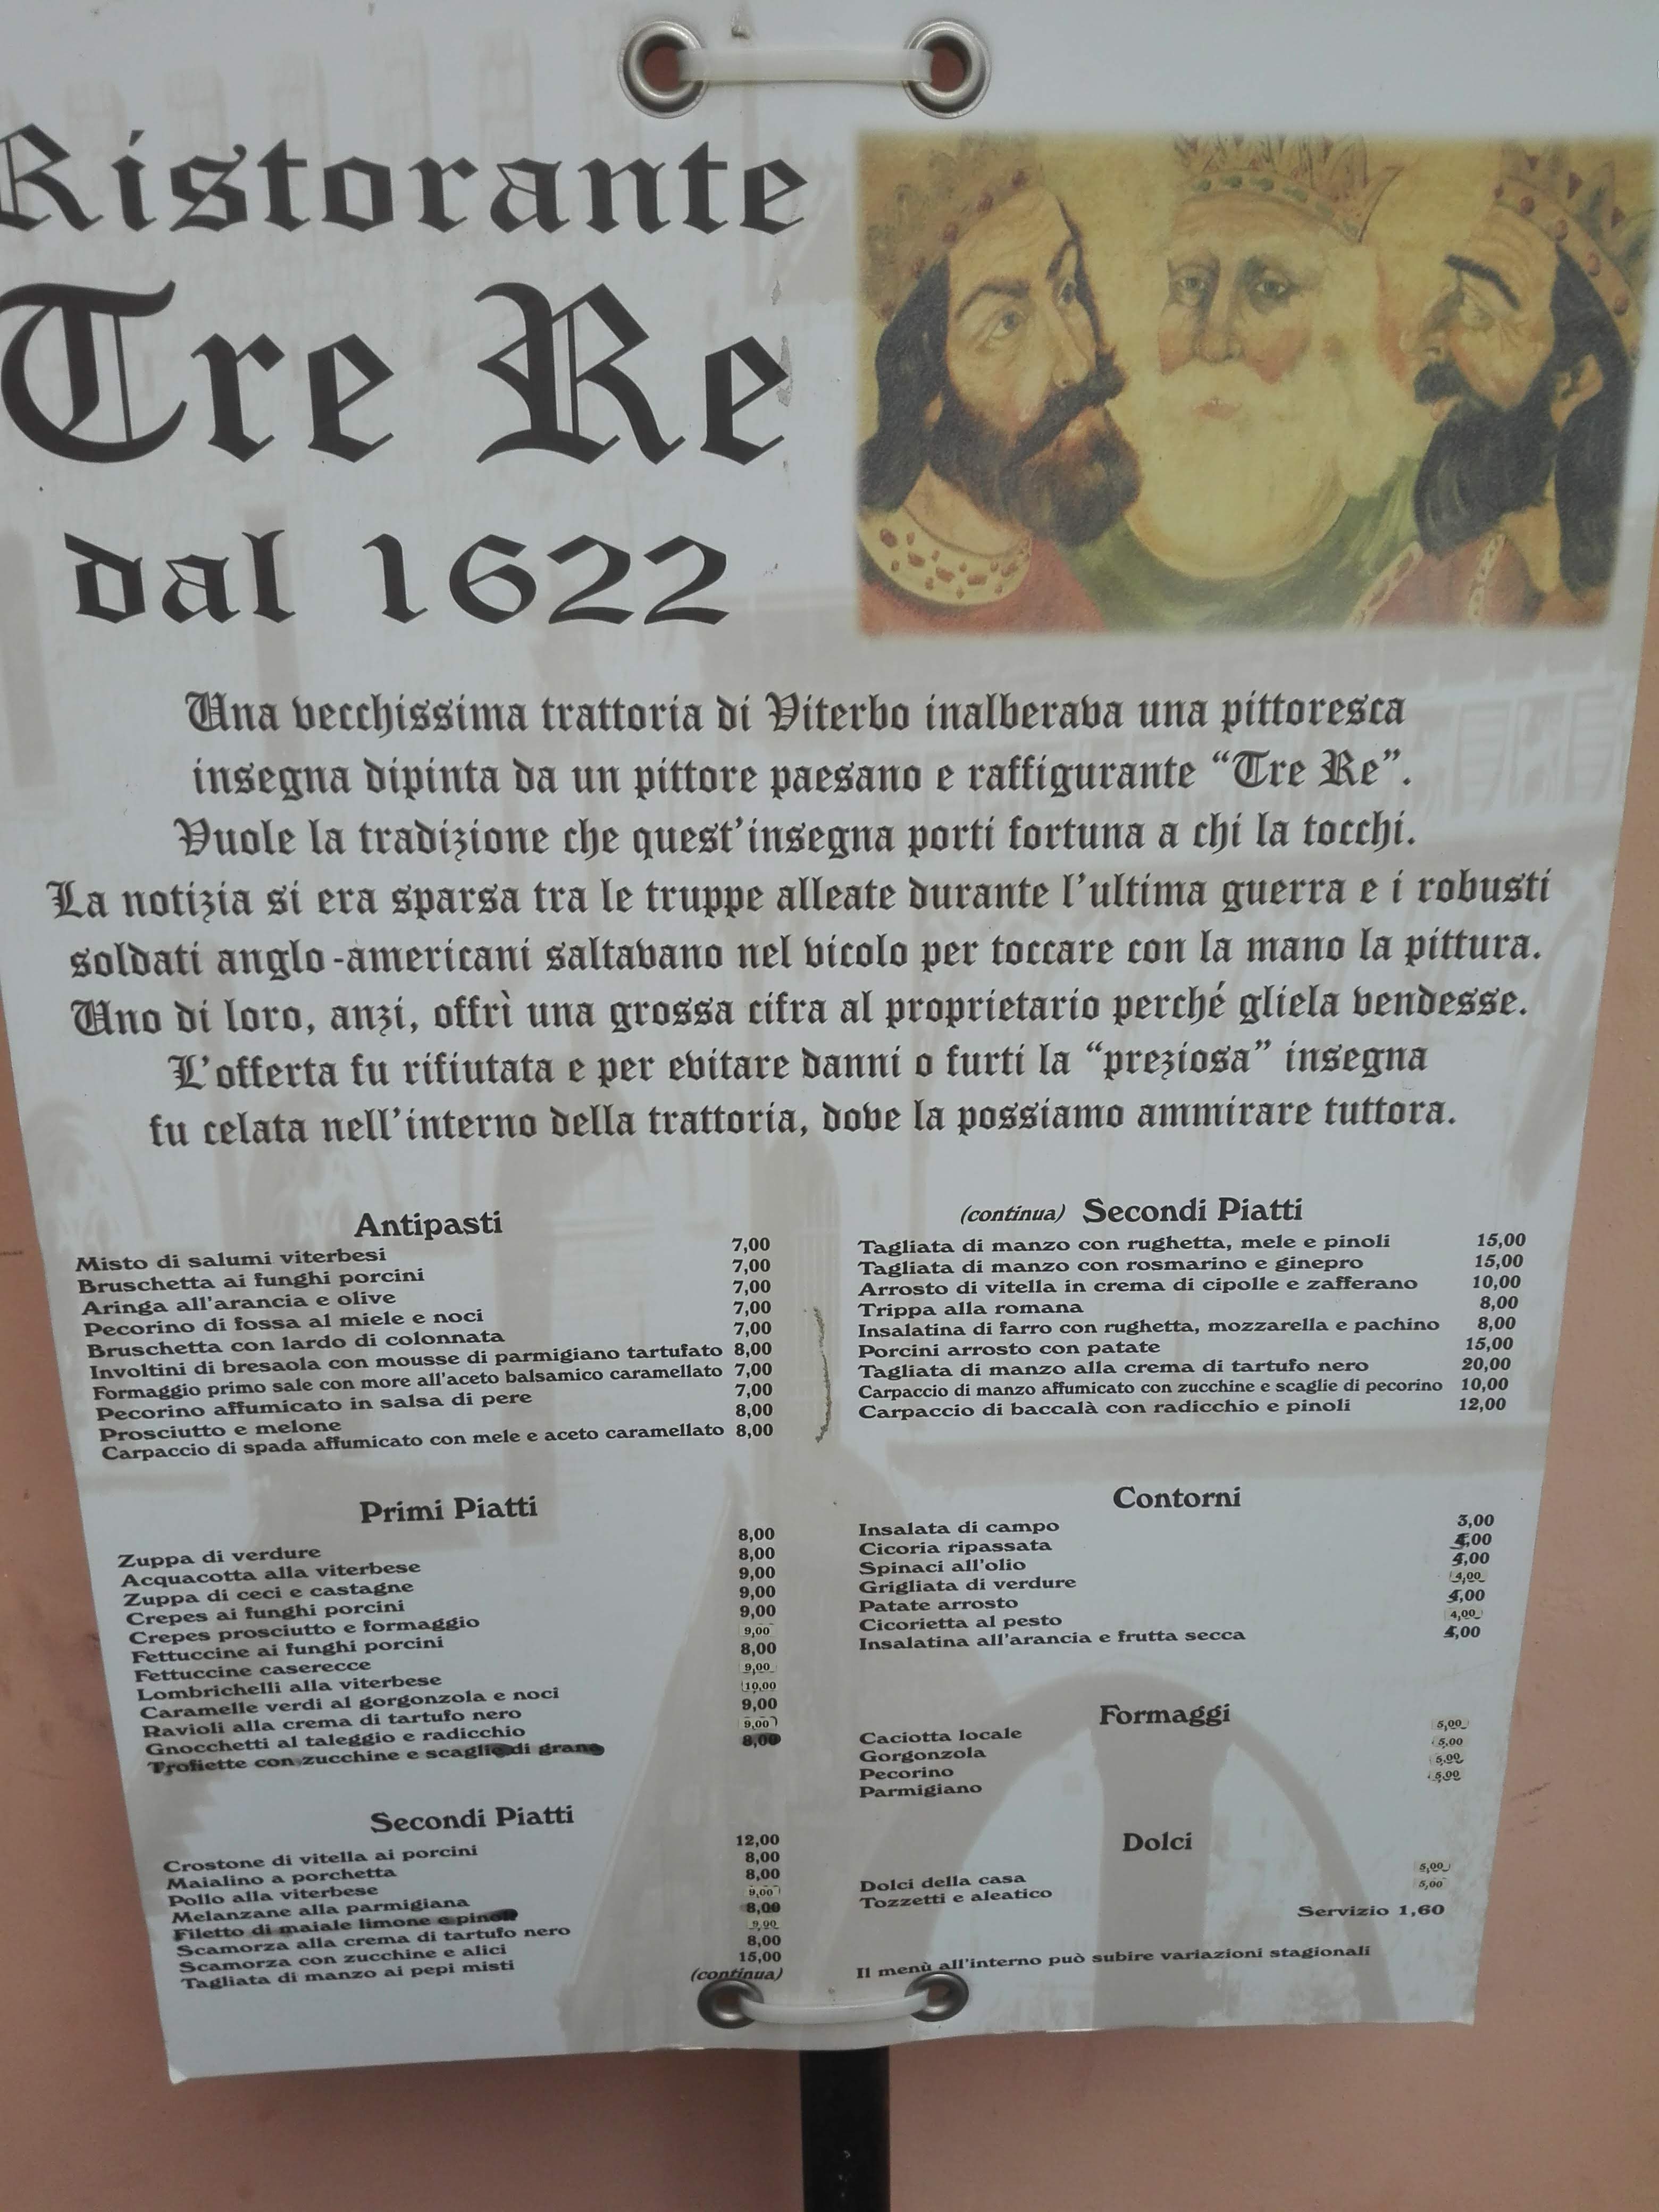 Ristorante
Tre Re
dal 1622
Una vecchissima trattoria di Viterbo inalberava una pittoresca
insegna dipinta da un pittore paesano e raffigurante “Tre Re”.
Vuole la tradizione che quest'insegna porti fortuna a chi la tocchi.
La notizia si era sparsa tra le truppe alleate durante l'ultima guerra e i robusti
soldati anglo-americani saltavano nel vicolo per toccare con la mano la pittura.
Uno di loro, anzi, offrì una grossa cifra al proprietario perché gliela vendesse.
L'offerta fu rifiutata e per evitare danni o furti la “preziosa” insegna
fu celata nell'interno della trattoria, dove la possiamo ammirare tuttora.
Antipasti
Misto di salumi viterbesi 7,00
Bruschetta ai funghi porcini 7,00
Aringa all'arancia e olive 7,00
Pecorino di fossa al miele e noci 7,00
Bruschetta con lardo di colonnata 7,00
Involtini di bresaola con mousse di parmigiano tartufato 8,00
Formaggio primo sale con more all'aceto balsamico caramellato 7,00
Pecorino affumicato in salsa di pere 7,00
Prosciutto e melone 8,00
Carpaccio di spada affumicato con mele e aceto caramellato 8,00
Primi Piatti
Zuppa di verdure 8,00
Acquacotta alla viterbese 8,00
Zuppa di ceci e castagne 9,00
Crepes ai funghi porcini 9,00
Crepes prosciutto e formaggio 9,00
Fettuccine ai funghi porcini 9,00
Fettuccine caserecce 8,00
Lombrichelli alla viterbese 9,00
Caramelle verdi al gorgonzola e noci 10,00
Ravioli alla crema di tartufo nero 9,00
Gnocchetti al taleggio e radicchio 9,00
Trofiette con zucchine e scaglie di grana 8,00
Secondi Piatti
Crostone di vitella ai porcini 12,00
Maialino a porchetta 8,00
Pollo alla viterbese 8,00
Melanzane alla parmigiana 9,00
Filetto di maiale limone e pinoli 8,00
Scamorza alla crema di tartufo nero 9,00
Scamorza con zucchine e alici 8,00
Tagliata di manzo ai pepi misti 15,00
(continua)
(continua) Secondi Piatti
Tagliata di manzo con rughetta, mele e pinoli 15,00
Tagliata di manzo con rosmarino e ginepro 15,00
Arrosto di vitella in crema di cipolle e zafferano 10,00
Trippa alla romana 8,00
Insalatina di farro con rughetta, mozzarella e pachino 8,00
Porcini arrosto con patate 15,00
Tagliata di manzo alla crema di tartufo nero 20,00
Carpaccio di manzo affumicato con zucchine e scaglie di pecorino 10,00
Carpaccio di baccalà con radicchio e pinoli 12,00
Contorni
Insalata di campo 3,00
Cicoria ripassata 4,00
Spinaci all'olio 4,00
Grigliata di verdure 4,00
Patate arrosto 4,00
Cicorietta al pesto 4,00
Insalatina all'arancia e frutta secca 4,00
Formaggi
Caciotta locale 5,00
Gorgonzola 5,00
Pecorino 5,00
Parmigiano 5,00
Dolci
Dolci della casa 5,00
Tozzetti e aleatico 5,00
Servizio 1,60
Il menù all'interno può subire variazioni stagionali